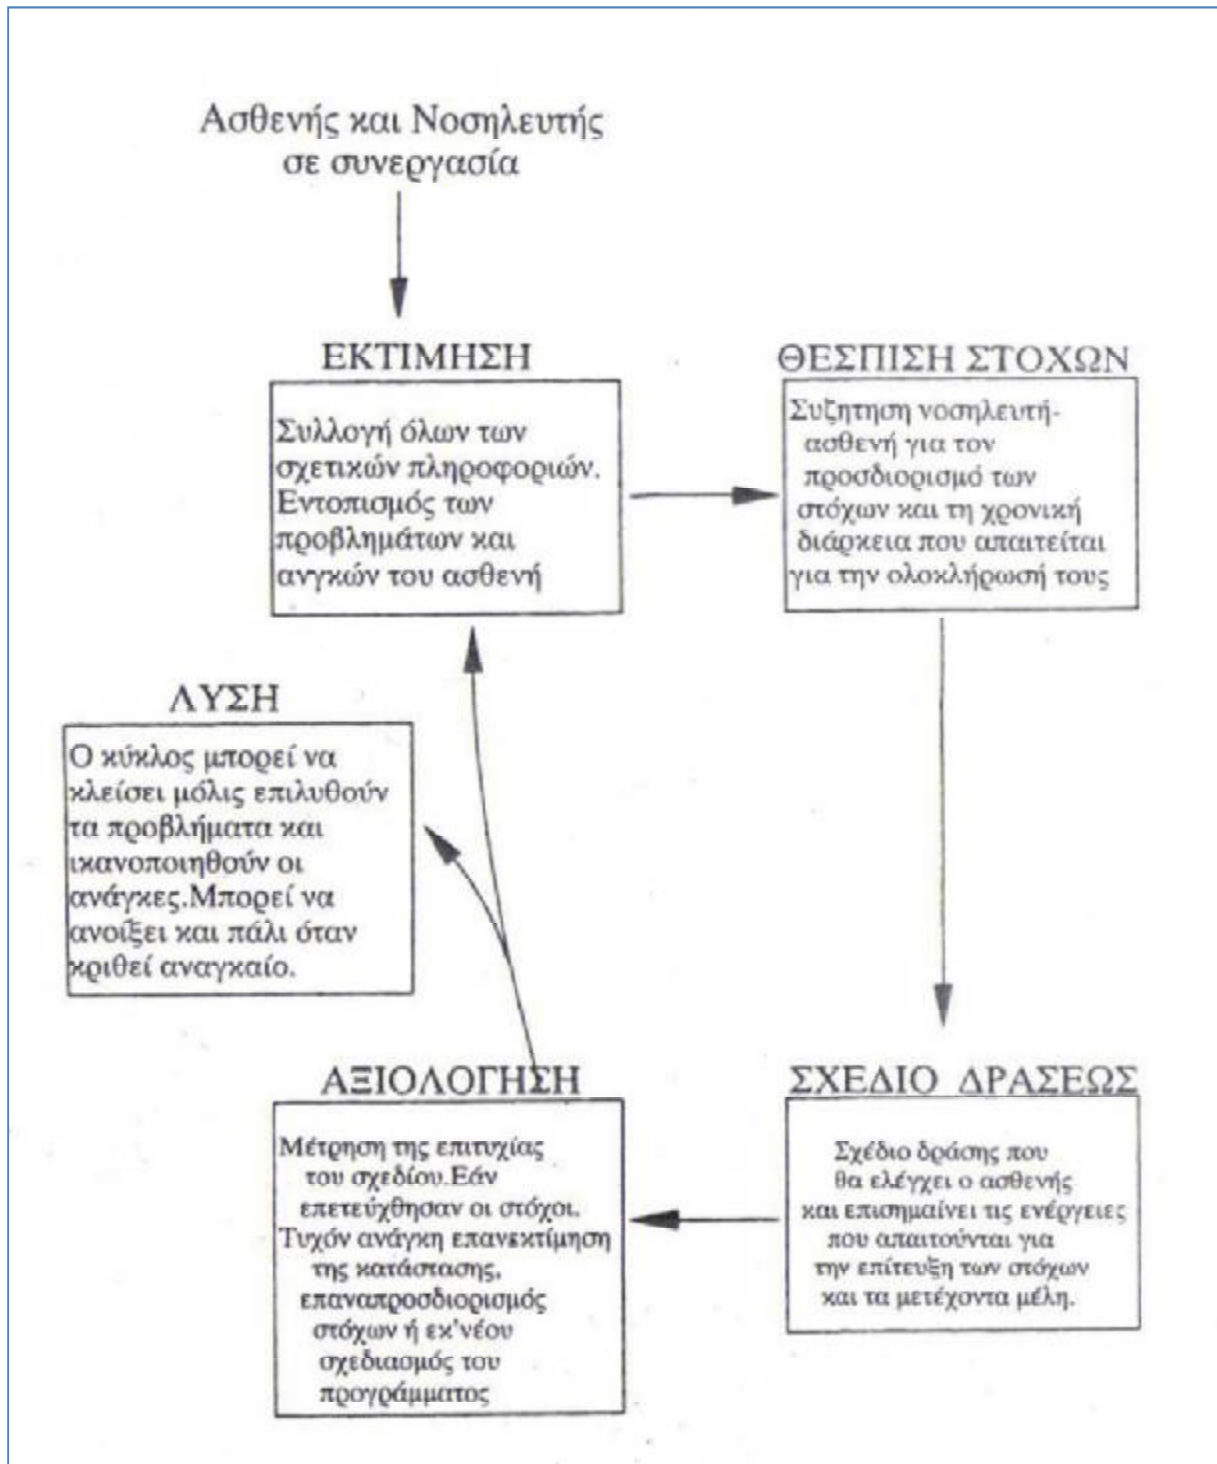 Ασθενής και Νοσηλευτής
σε συνεργασία
ΕΚΤΙΜΗΣΗ
Συλλογή όλων των
σχετικών πληροφοριών.
Εντοπισμός των
προβλημάτων και
ανγκών του ασθενή
ΘΕΣΠΙΣΗ ΣΤΟΧΩΝ
Συζητηση νοσηλευτή-
ασθενή για τον
προσδιορισμό των
στόχων και τη χρονική
διάρκεια που απαιτείται
για την ολοκλήρωσή τους
ΛΥΣΗ
Ο κύκλος μπορεί να
κλείσει μόλις επιλυθούν
τα προβλήματα και
ικανοποιηθούν οι
ανάγκες.Μπορεί να
ανοίξει και πάλι όταν
κριθεί αναγκαίο.
ΑΞΙΟΛΟΓΗΣΗ
Μέτρηση της επιτυχίας
του σχεδίου.Εάν
επετεύχθησαν οι στόχοι.
Τυχόν ανάγκη επανεκτίμηση
της κατάστασης,
επαναπροσδιορισμός
στόχων ή εκ'νέου
σχεδιασμός του
προγράμματος
ΣΧΕΔΙΟ ΔΡΑΣΕΩΣ
Σχέδιο δράσης που
θα ελέγχει ο ασθενής
και επισημαίνει τις ενέργειες
που απαιτούνται για
την επίτευξη των στόχων
και τα μετέχοντα μέλη.